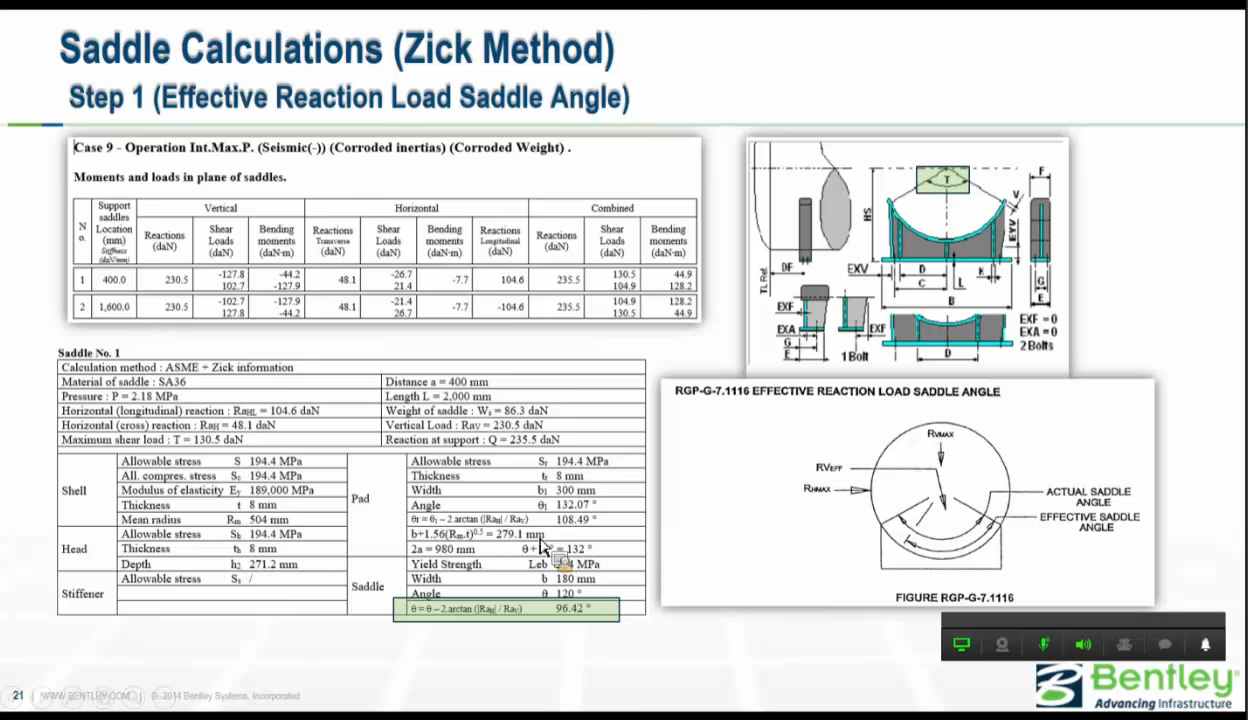 Saddle Calculations (Zick Method)
Step 1 (Effective Reaction Load Saddle Angle)
Case 9 - Operation Int.Max.P. (Seismic(-)) (Corroded inertias) (Corroded Weight) .
Moments and loads in plane of saddles.
N o. Support saddles Location (mm) Stiffness (daN/mm) Vertical Horizontal Combined
Reactions (daN) Shear Loads (daN) Bending moments (daN·m) Reactions Transverse (daN) Shear Loads (daN) Bending moments (daN·m) Reactions Longitudinal (daN) Reactions (daN) Shear Loads (daN) Bending moments (daN·m)
1 400.0 230.5 -127.8 102.7 -44.2 -127.9 48.1 -26.7 21.4 -7.7 104.6 235.5 130.5 104.9 44.9 128.2
2 1,600.0 230.5 -102.7 127.8 -127.9 -44.2 48.1 -21.4 26.7 -7.7 -104.6 235.5 104.9 130.5 128.2 44.9
Saddle No. 1
Calculation method : ASME + Zick information
Material of saddle : SA36 Distance a = 400 mm
Pressure : P = 2.18 MPa Length L = 2,000 mm
Horizontal (longitudinal) reaction : RaHL = 104.6 daN Weight of saddle : Ws = 86.3 daN
Horizontal (cross) reaction : RaH = 48.1 daN Vertical Load : RaV = 230.5 daN
Maximum shear load : T = 130.5 daN Reaction at support : Q = 235.5 daN
Shell Allowable stress S 194.4 MPa Pad Allowable stress Sr 194.4 MPa
All. compres. stress Sc 194.4 MPa Thickness tr 8 mm
Modulus of elasticity Ey 189,000 MPa Width b1 300 mm
Thickness t 8 mm Angle θ1 132.07 °
Mean radius Rm 504 mm θr = θ1 – 2.arctan (|RaH| / RaV) 108.49 °
Head Allowable stress Sh 194.4 MPa b+1.56(Rm.t)0.5 = 279.1 mm
Thickness th 8 mm 2a = 980 mm θ+ ° = 132 °
Depth h2 271.2 mm Saddle Yield Strength Leb 4 MPa
Stiffener Allowable stress Ss / Width b 180 mm
Angle θ 120 °
θ = θ – 2.arctan (|RaH| / RaV) 96.42 °
T
F
HS
V
EYV
TL Ref.
DF
EXV
D
C
L
K
B
G
E
EXF
EXA
G
E
EXF
1 Bolt
D
EXF =0
EXA =0
2 Bolts
RGP-G-7.1116 EFFECTIVE REACTION LOAD SADDLE ANGLE
RVMAX
RVEFF
RHMAX
ACTUAL SADDLE
ANGLE
EFFECTIVE SADDLE
ANGLE
FIGURE RGP-G-7.1116
21 WWW.BENTLEY.COM © 2014 Bentley Systems, Incorporated
Bentley
Advancing Infrastructure